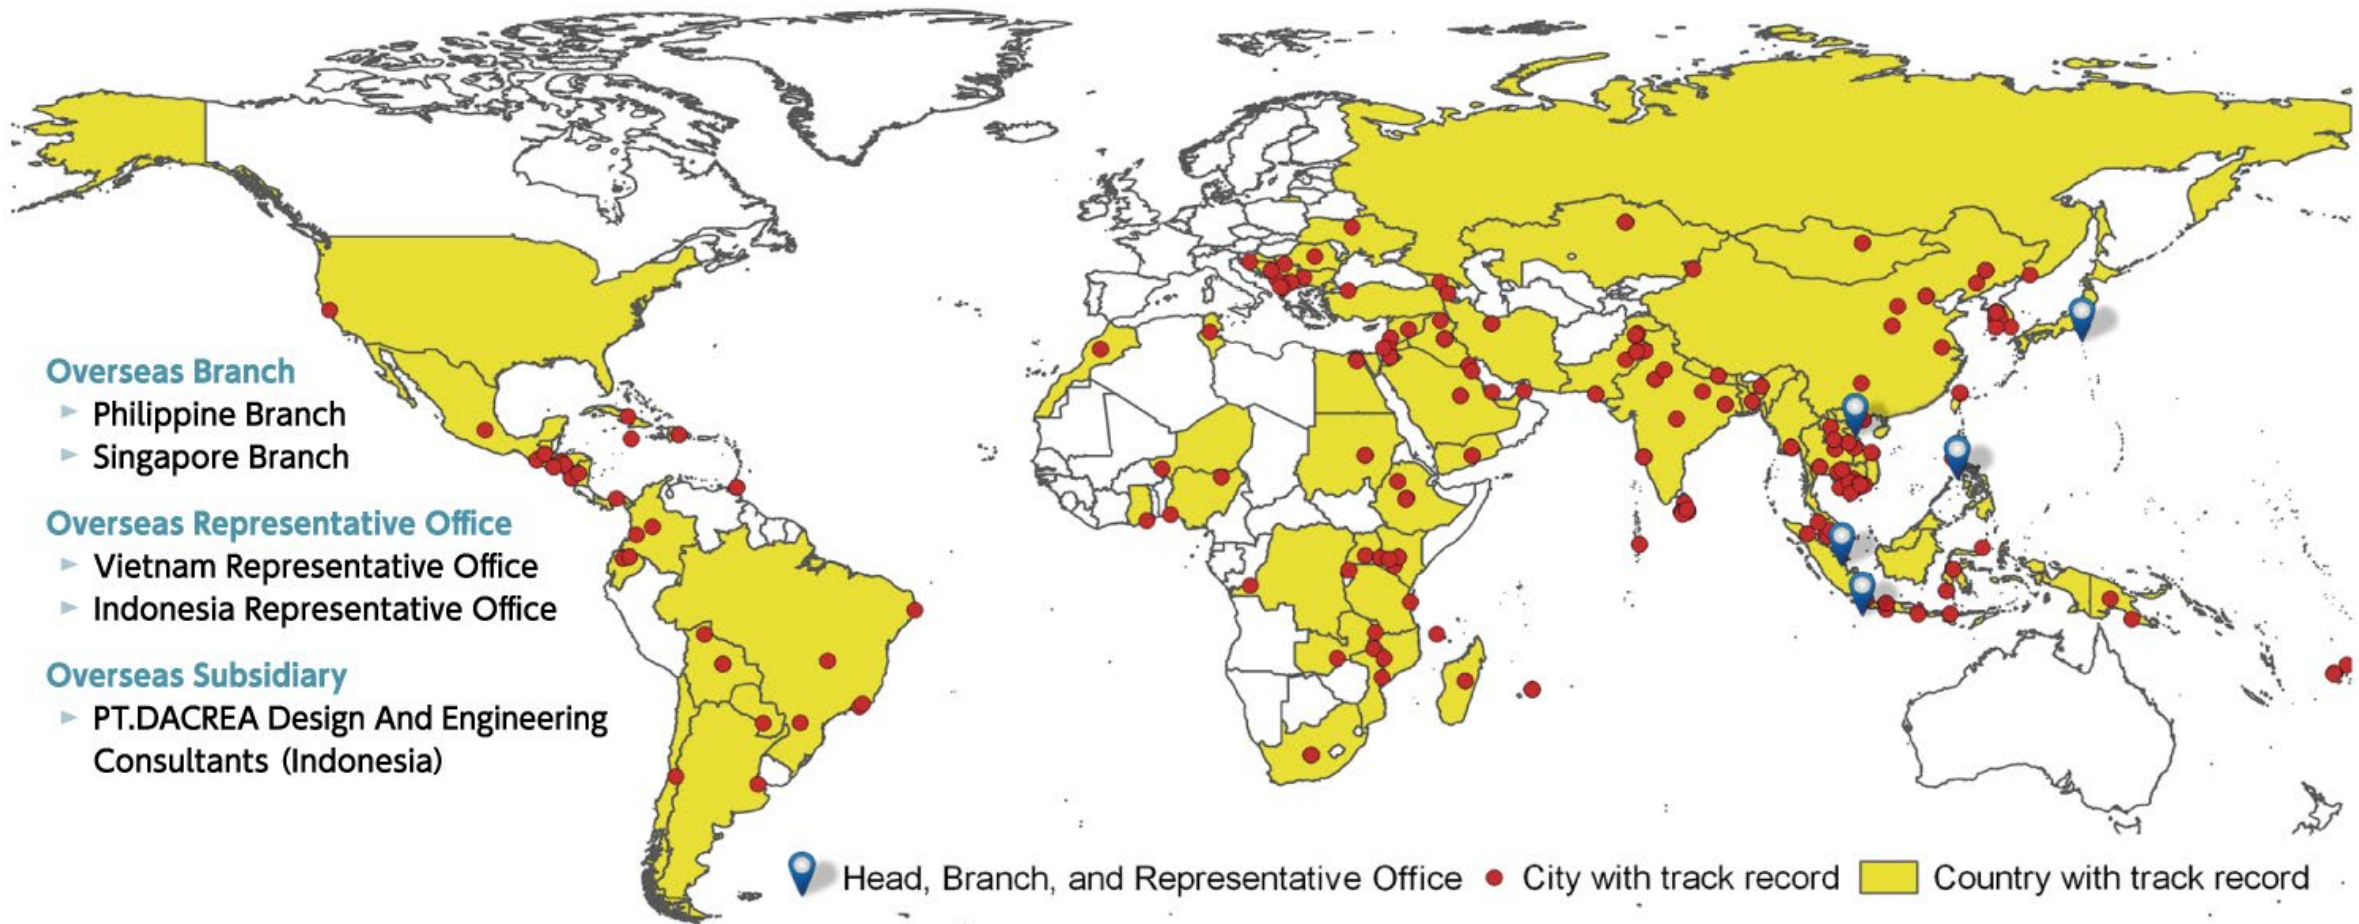 Overseas Branch
► Philippine Branch
► Singapore Branch
Overseas Representative Office
► Vietnam Representative Office
► Indonesia Representative Office
Overseas Subsidiary
► PT.DACREA Design And Engineering
Consultants (Indonesia)
Head, Branch, and Representative Office
City with track record
Country with track record